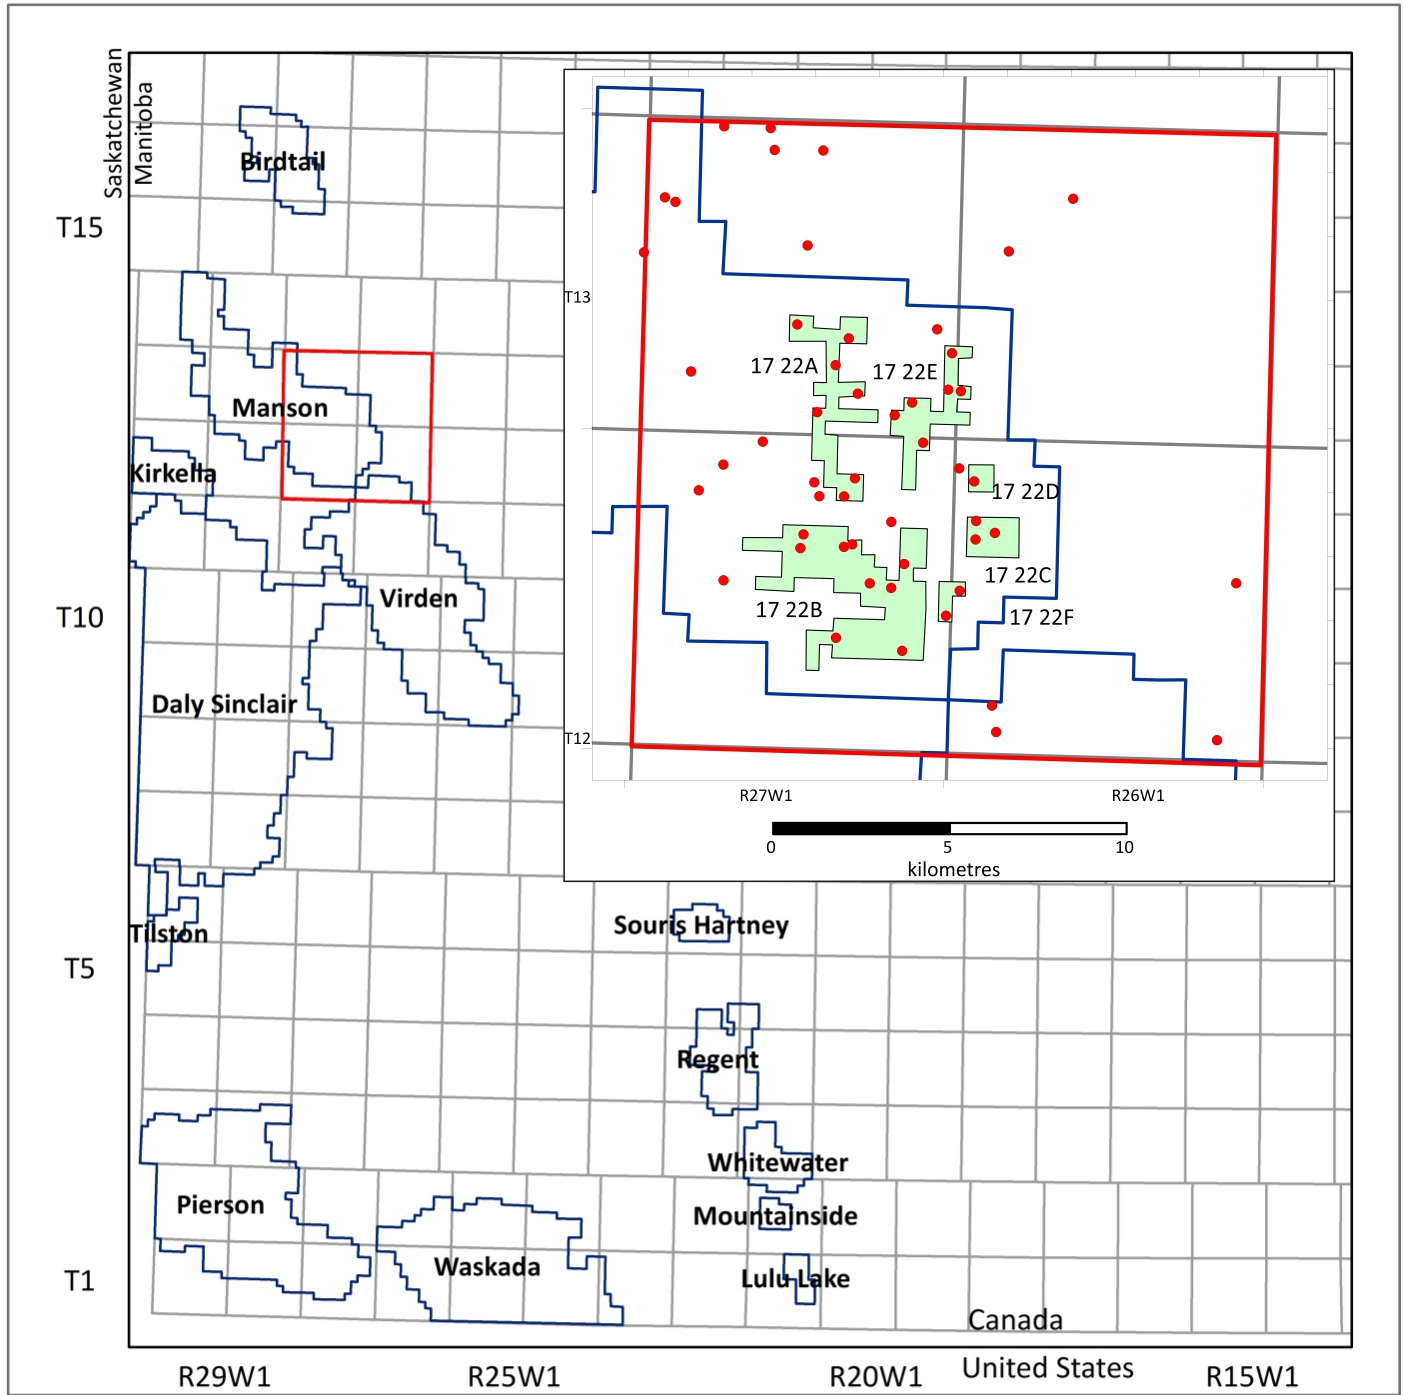 Saskatchewan
Manitoba
Birdtail
T15
T13
17 22A
17 22E
Manson
Kirkella
17 22D
17 22C
Virden
17 22B
17 22F
T10
Daly Sinclair
T12
R27W1
R26W1
0
5
10
kilometres
Souris Hartney
Tilston
T5
Regent
Whitewater
Pierson
Mountainside
Waskada
Lulu Lake
T1
Canada
United States
R29W1
R25W1
R20W1
R15W1